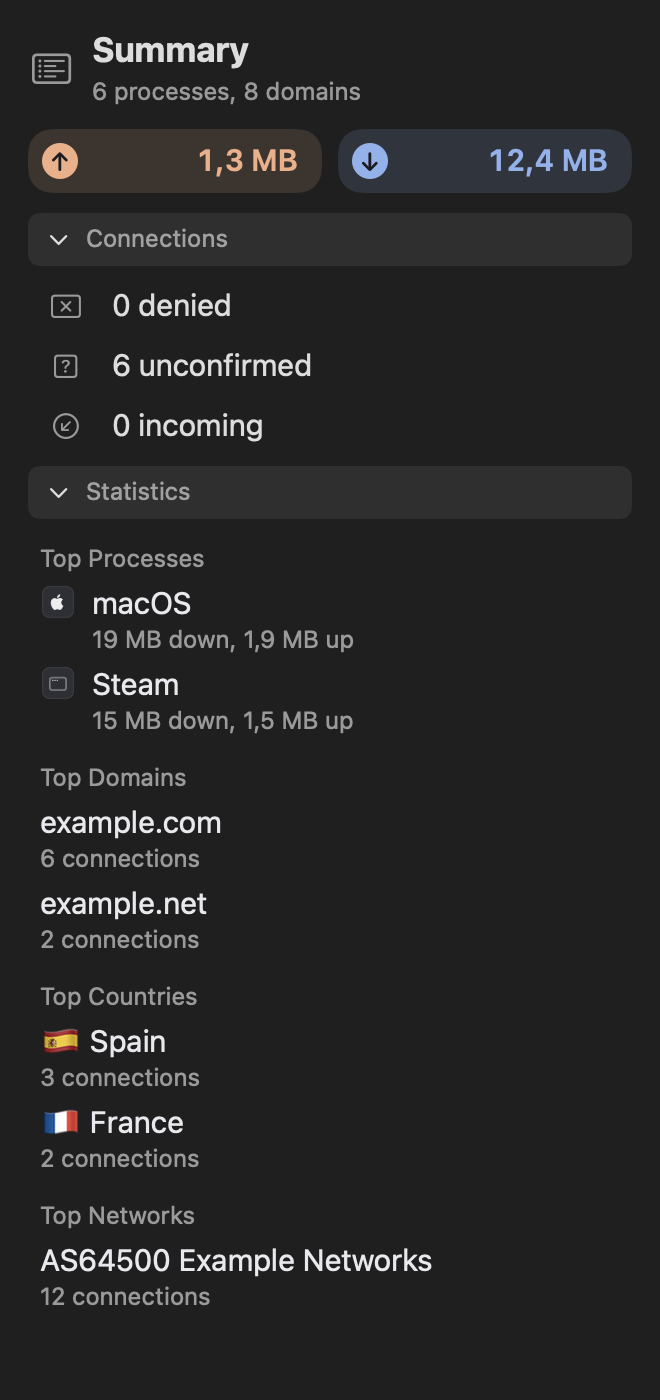 Summary
6 processes, 8 domains
1,3 MB
12,4 MB
Connections
0 denied
6 unconfirmed
0 incoming
Statistics
Top Processes
macOS
19 MB down, 1,9 MB up
Steam
15 MB down, 1,5 MB up
Top Domains
example.com
6 connections
example.net
2 connections
Top Countries
🇪🇸 Spain
3 connections
🇫🇷 France
2 connections
Top Networks
AS64500 Example Networks
12 connections